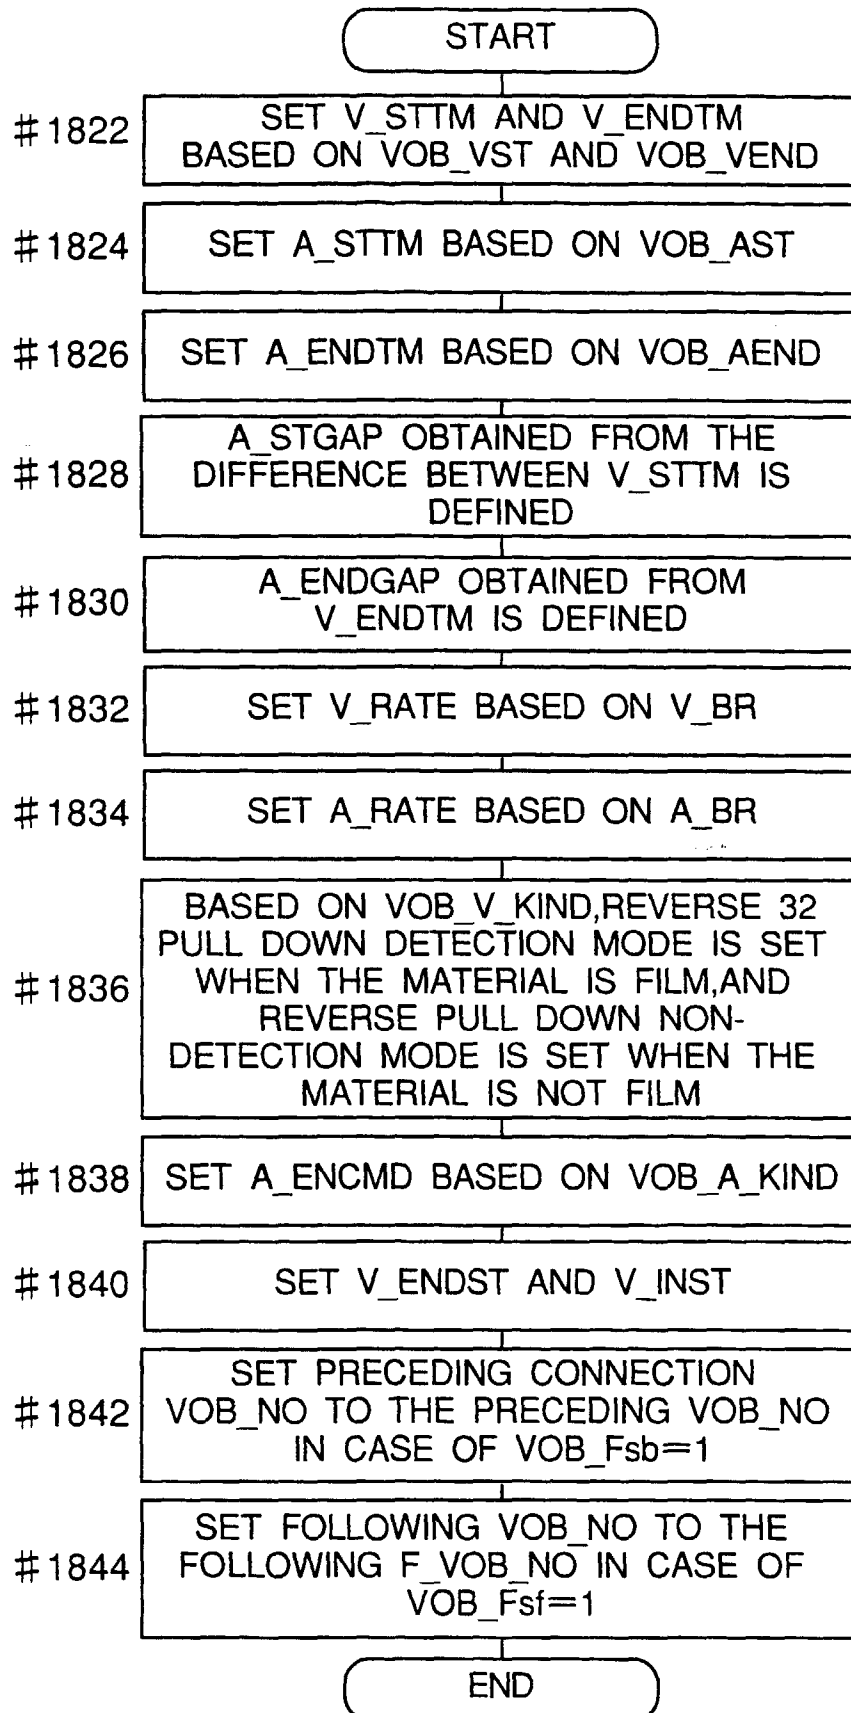 START
#1822
SET V_STTM AND V_ENDTM
BASED ON VOB_VST AND VOB_VEND
#1824
SET A_STTM BASED ON VOB_AST
#1826
SET A_ENDTM BASED ON VOB_AEND
#1828
A_STGAP OBTAINED FROM THE
DIFFERENCE BETWEEN V_STTM IS
DEFINED
#1830
A_ENDGAP OBTAINED FROM
V_ENDTM IS DEFINED
#1832
SET V_RATE BASED ON V_BR
#1834
SET A_RATE BASED ON A_BR
#1836
BASED ON VOB_V_KIND,REVERSE 32
PULL DOWN DETECTION MODE IS SET
WHEN THE MATERIAL IS FILM,AND
REVERSE PULL DOWN NON-
DETECTION MODE IS SET WHEN THE
MATERIAL IS NOT FILM
#1838
SET A_ENCMD BASED ON VOB_A_KIND
#1840
SET V_ENDST AND V_INST
#1842
SET PRECEDING CONNECTION
VOB_NO TO THE PRECEDING VOB_NO
IN CASE OF VOB_Fsb=1
#1844
SET FOLLOWING VOB_NO TO THE
FOLLOWING F_VOB_NO IN CASE OF
VOB_Fsf=1
END